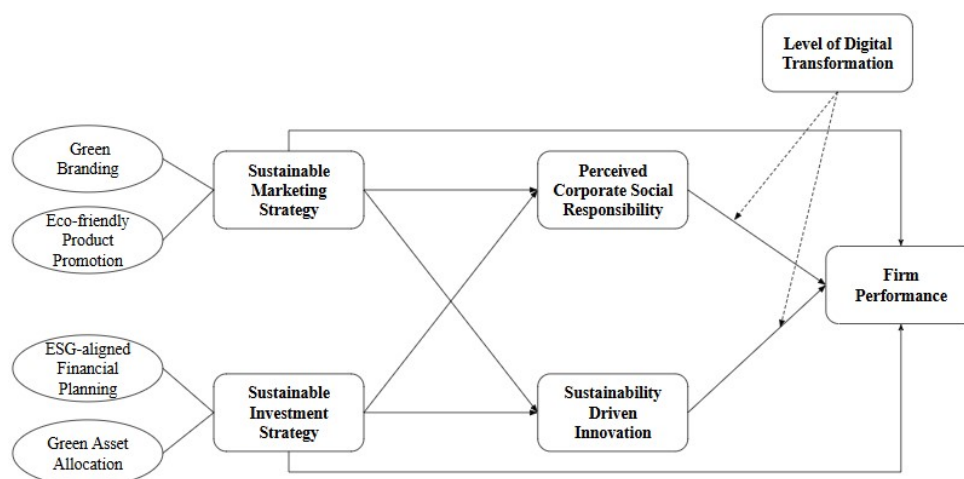 Level of Digital
Transformation
Green
Branding
Sustainable
Marketing
Strategy
Perceived
Corporate Social
Responsibility
Eco-friendly
Product
Promotion
Firm
Performance
ESG-aligned
Financial
Planning
Sustainable
Investment
Strategy
Sustainability
Driven
Innovation
Green Asset
Allocation